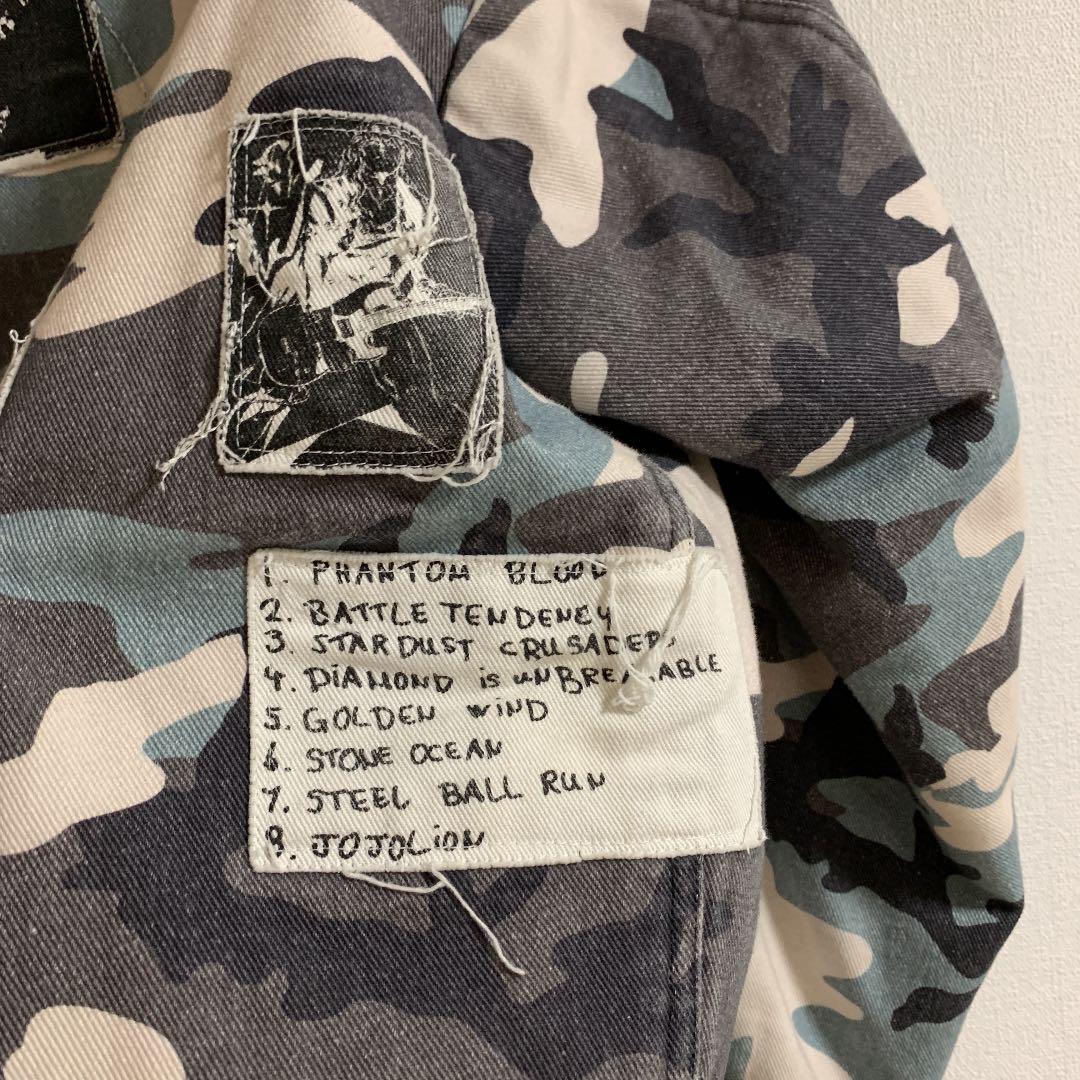 1. PHANTOM BLOOD
2. BATTLE TENDENCY
3. STARDUST CRUSADERS
4. DiAMOND is uNBREAKABLE
5. GOLDEN WiND
6. STONE OCEAN
7. STEEL BALL RUN
8. JOJOLiON